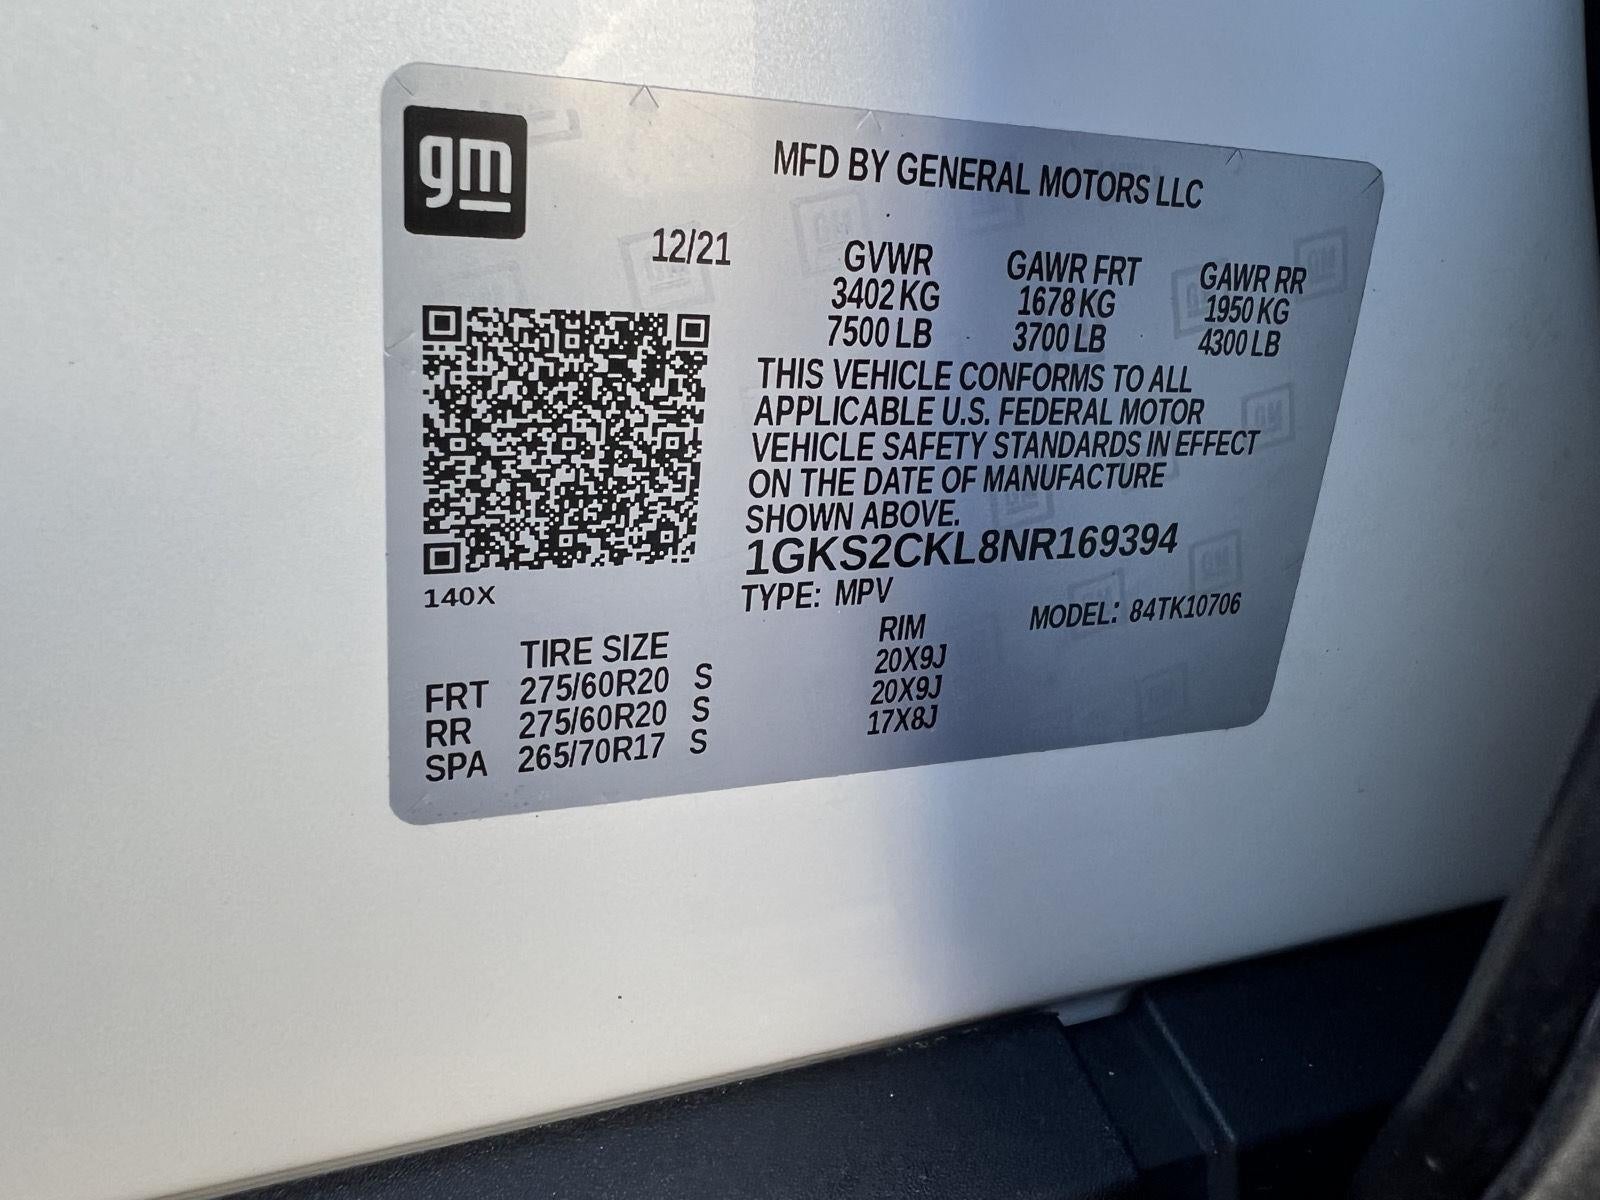 gm
MFD BY GENERAL MOTORS LLC
12/21
GVWR GAWR FRT GAWR RR
3402 KG 1678 KG 1950 KG
7500 LB 3700 LB 4300 LB
THIS VEHICLE CONFORMS TO ALL
APPLICABLE U.S. FEDERAL MOTOR
VEHICLE SAFETY STANDARDS IN EFFECT
ON THE DATE OF MANUFACTURE
SHOWN ABOVE.
1GKS2CKL8NR169394
140X
TYPE: MPV MODEL: 84TK10706
TIRE SIZE RIM
FRT 275/60R20 S 20X9J
RR 275/60R20 S 20X9J
SPA 265/70R17 S 17X8J